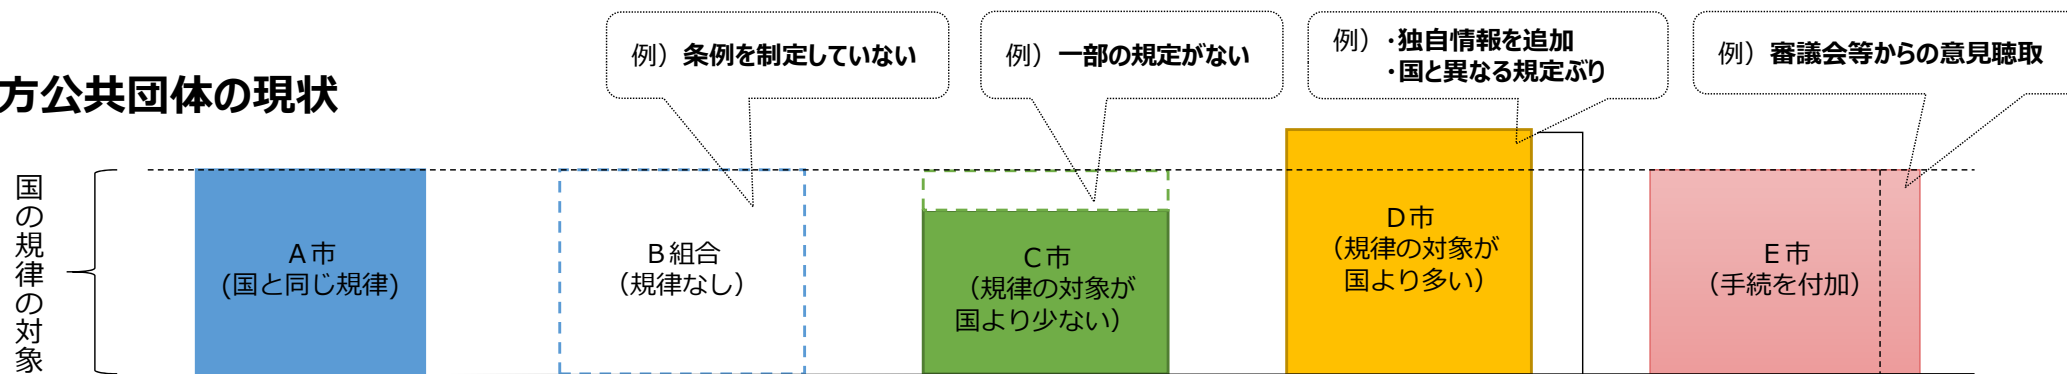 方公共団体の現状
例）条例を制定していない
例）一部の規定がない
例）・独自情報を追加
・国と異なる規定ぶり
例）審議会等からの意見聴取
国の規律の対象
A市
(国と同じ規律)
B組合
（規律なし）
C市
（規律の対象が
国より少ない）
D市
（規律の対象が
国より多い）
E市
（手続を付加）